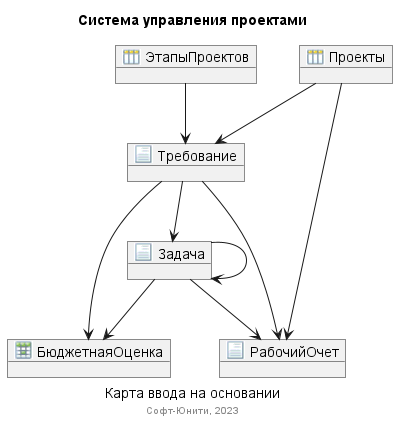 Система управления проектами
ЭтапыПроектов
Проекты
Требование
Задача
БюджетнаяОценка
РабочийОчет
Карта ввода на основании
Софт-Юнити, 2023